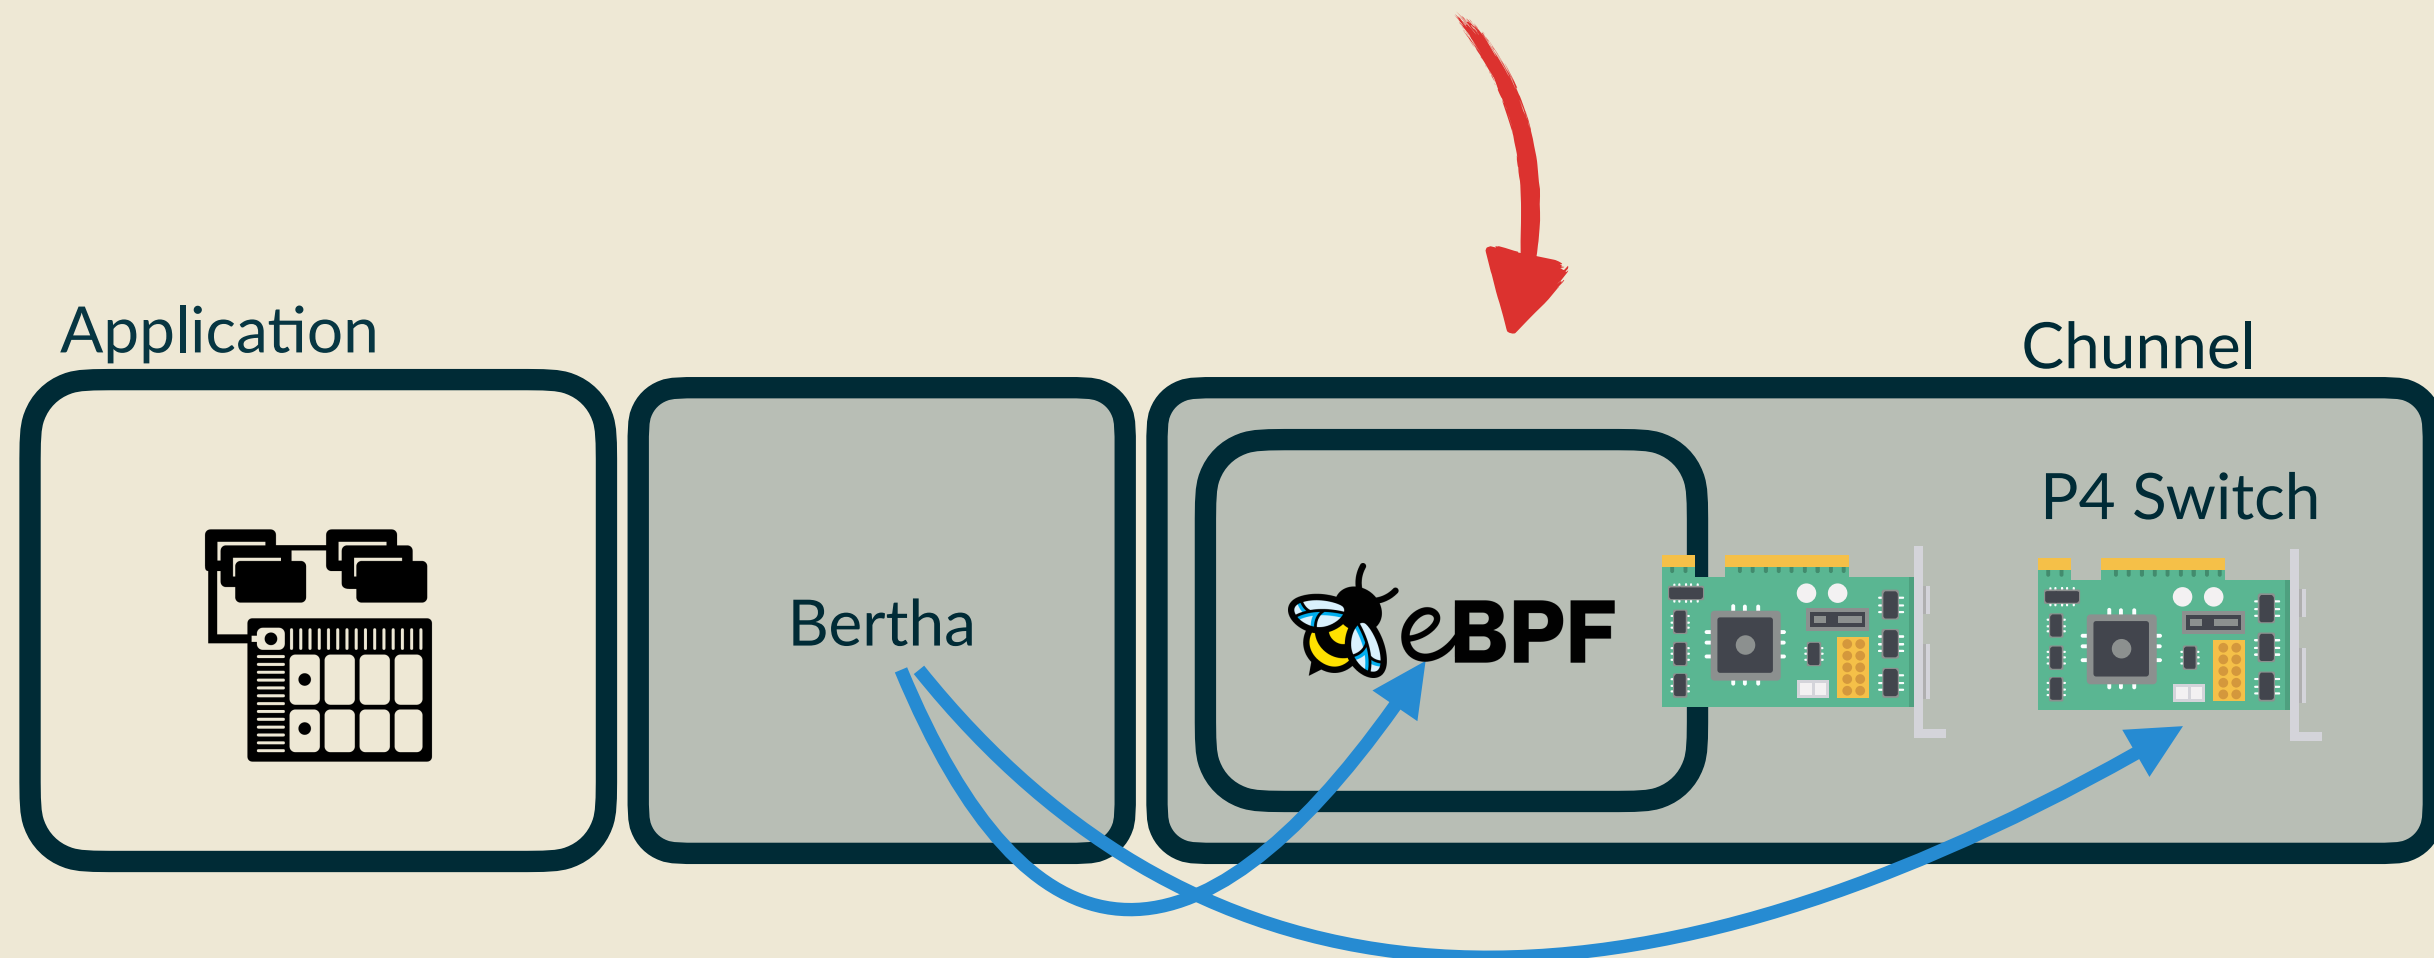 Application
Chunnel
P4 Switch
Bertha
eBPF